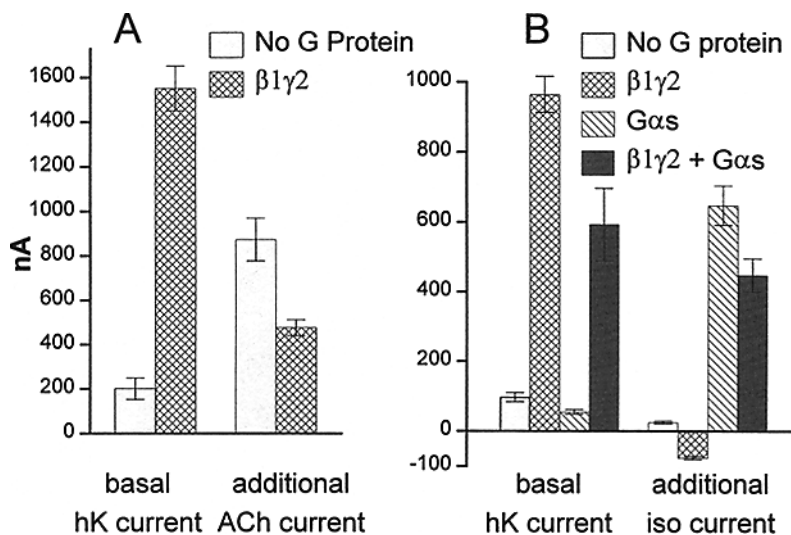 A
No G Protein
β1γ2
nA
1600
1400
1200
1000
800
600
400
200
0
basal
hK current
additional
ACh current
B
No G protein
β1γ2
Gαs
β1γ2 + Gαs
1000
800
600
400
200
0
-100
basal
hK current
additional
iso current